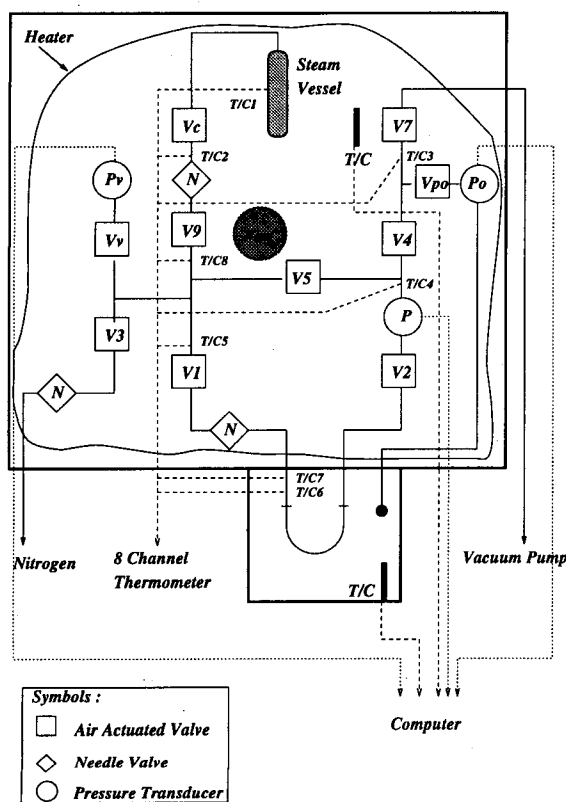 Heater
Steam
Vessel
T/C1
Vc
V7
T/C
T/C2
T/C3
Pv
N
Vpo
Po
Vv
V9
V4
T/C8
V5
T/C4
V3
T/C5
P
V1
V2
N
N
T/C7
T/C6
Nitrogen
8 Channel
Thermometer
T/C
Vacuum Pump
Computer
Symbols :
Air Actuated Valve
Needle Valve
Pressure Transducer